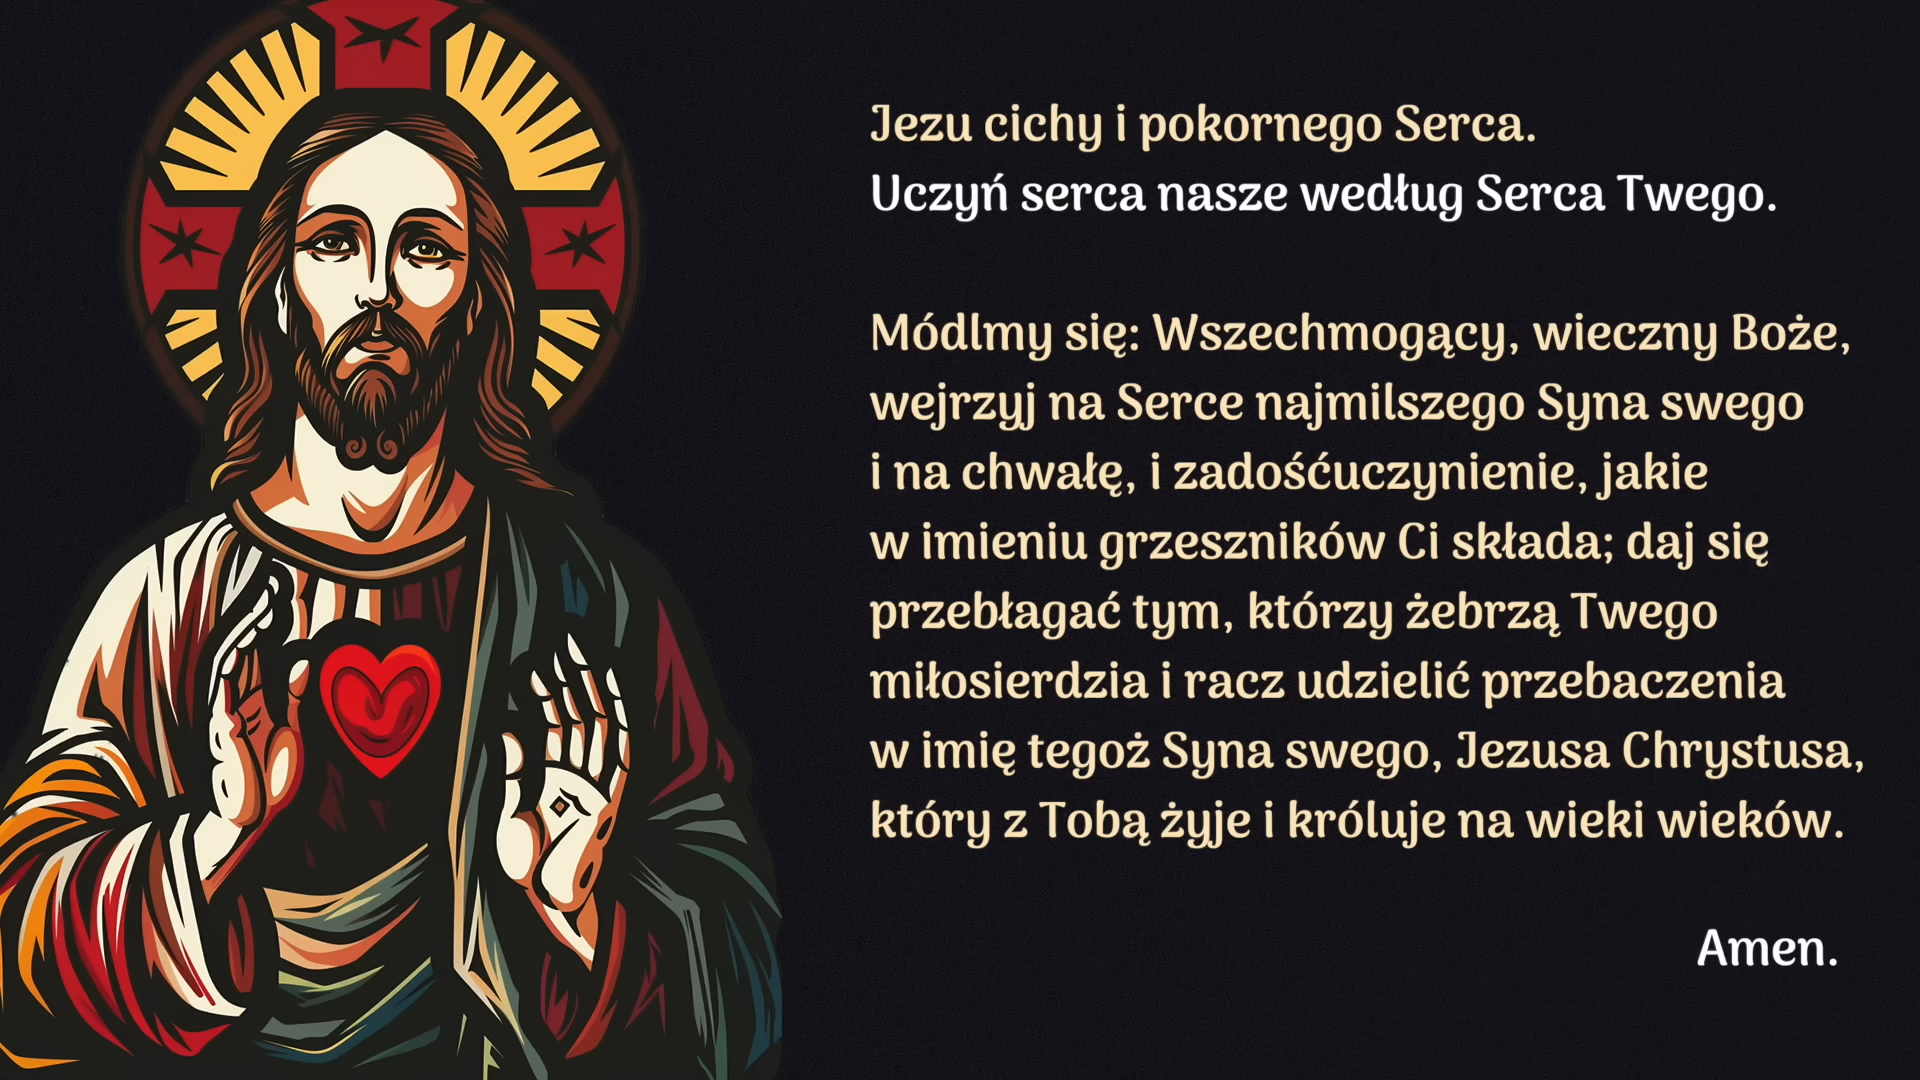 Jezu cichy i pokornego Serca.
Uczyń serca nasze według Serca Twego.
Módlmy się: Wszechmogący, wieczny Boże,
wejrzyj na Serce najmilszego Syna swego
i na chwałę, i zadośćuczynienie, jakie
w imieniu grzeszników Ci składa; daj się
przebłagać tym, którzy żebrzą Twego
miłosierdzia i racz udzielić przebaczenia
w imię tegoż Syna swego, Jezusa Chrystusa,
który z Tobą żyje i króluje na wieki wieków.
Amen.